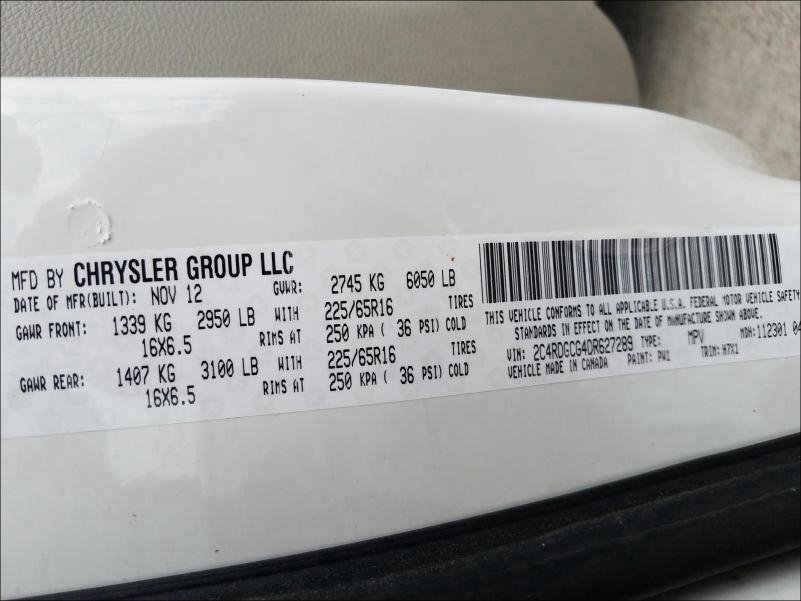 MFD BY CHRYSLER GROUP LLC
DATE OF MFR(BUILT): NOV 12 GVWR: 2745 KG 6050 LB
GAWR FRONT: 1339 KG 2950 LB WITH 225/65R16 TIRES
16X6.5 RIMS AT 250 KPA ( 36 PSI) COLD
GAWR REAR: 1407 KG 3100 LB WITH 225/65R16 TIRES
16X6.5 RIMS AT 250 KPA ( 36 PSI) COLD
THIS VEHICLE CONFORMS TO ALL APPLICABLE U.S.A. FEDERAL MOTOR VEHICLE SAFETY
STANDARDS IN EFFECT ON THE DATE OF MANUFACTURE SHOWN ABOVE.
VIN: 2C4RDGCG4DR627289 TYPE: MPV MDH: 112301 04
VEHICLE MADE IN CANADA PAINT: PW1 TRIM: H7X1